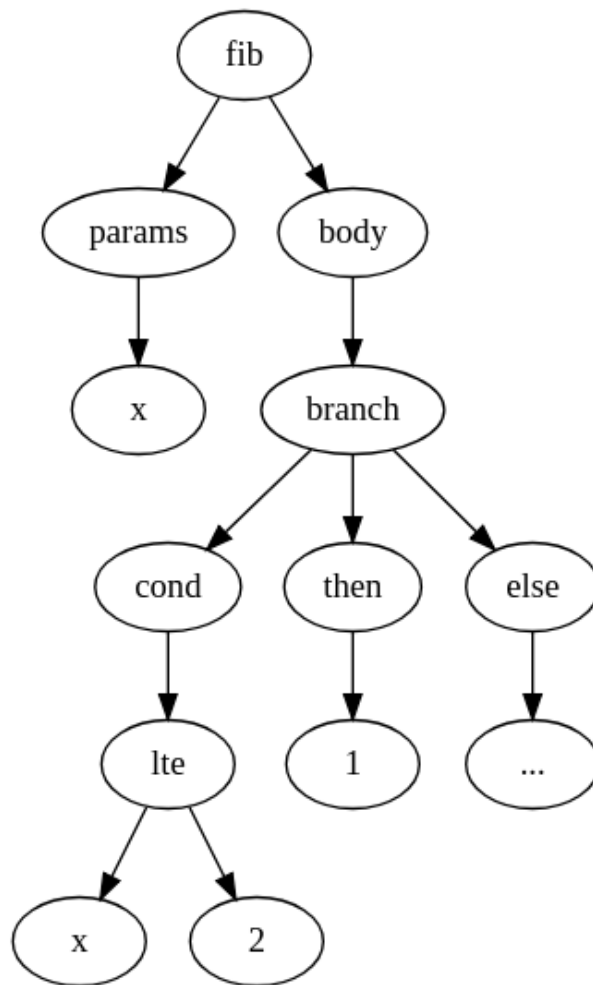 fib
params
body
x
branch
cond
then
else
lte
1
...
x
2